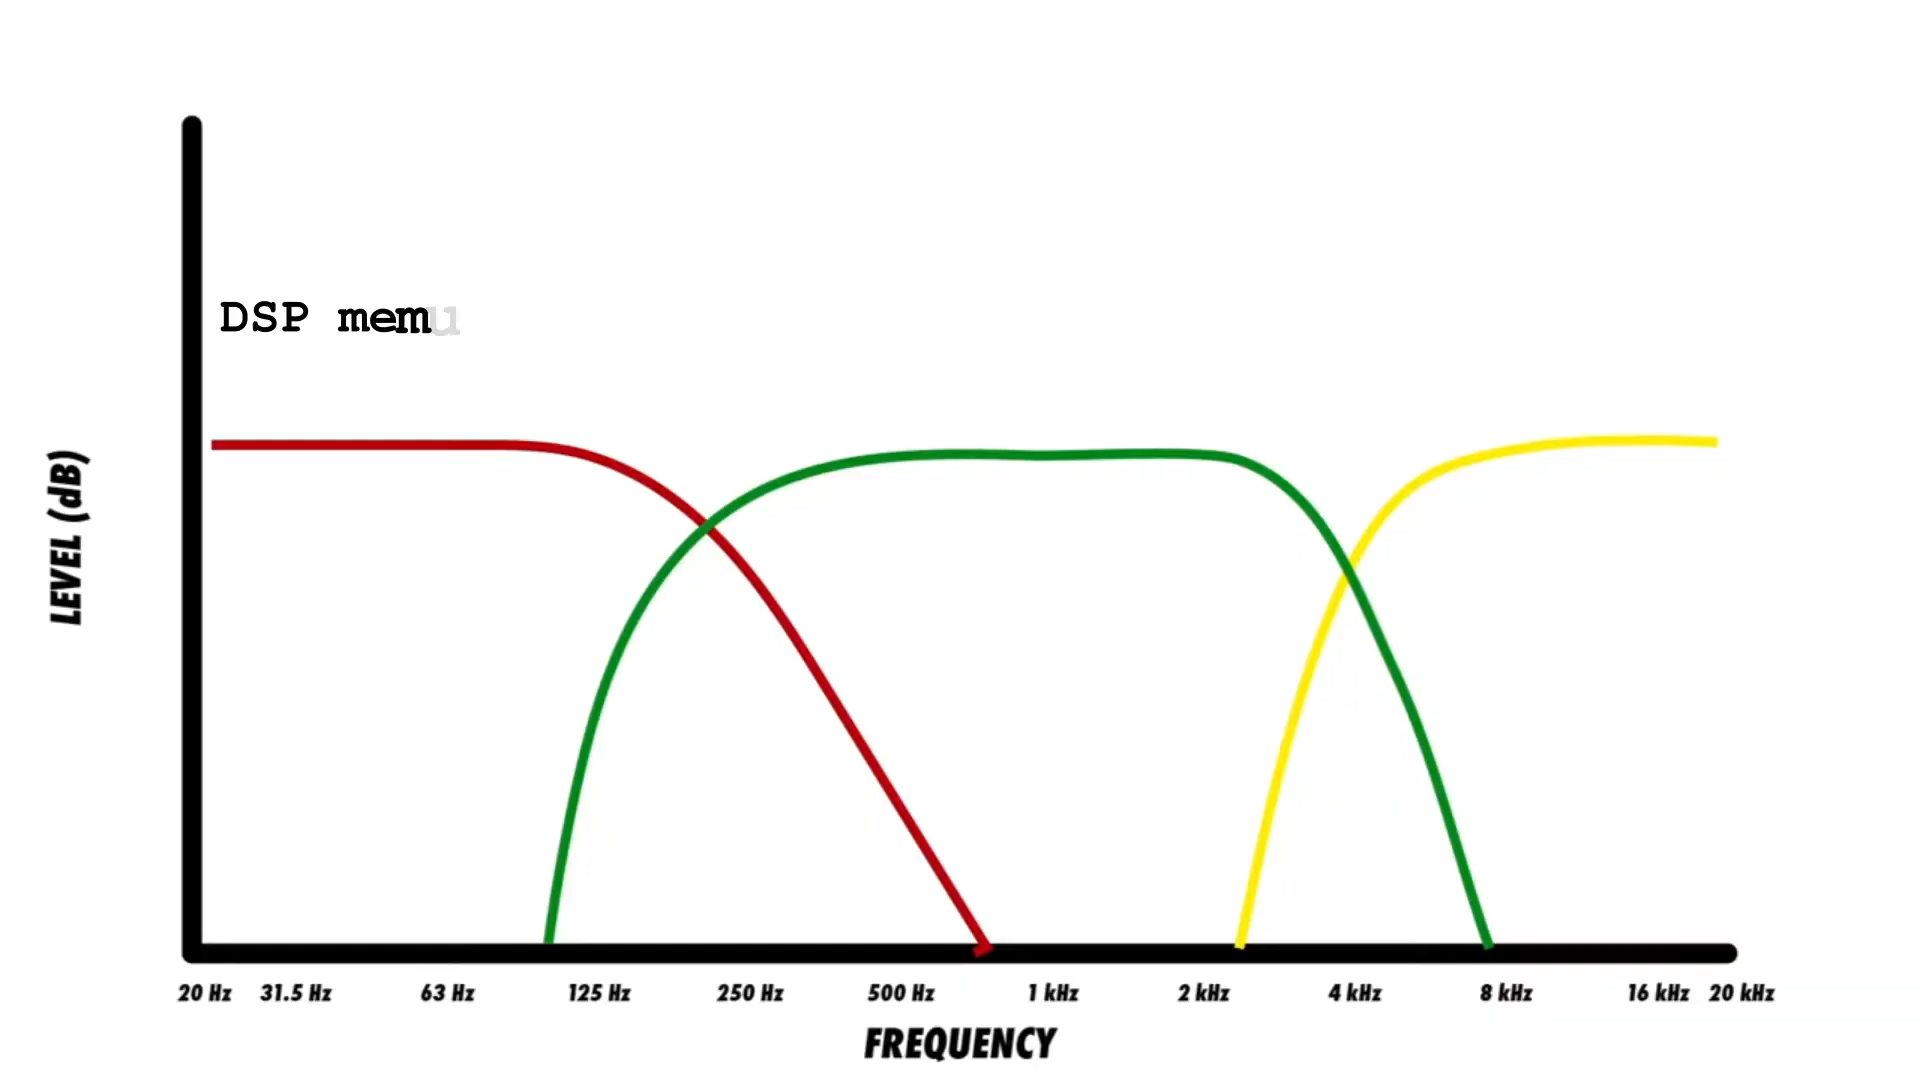 DSP memu
LEVEL (dB)
20 Hz 31.5 Hz 63 Hz 125 Hz 250 Hz 500 Hz 1 kHz 2 kHz 4 kHz 8 kHz 16 kHz 20 kHz
FREQUENCY